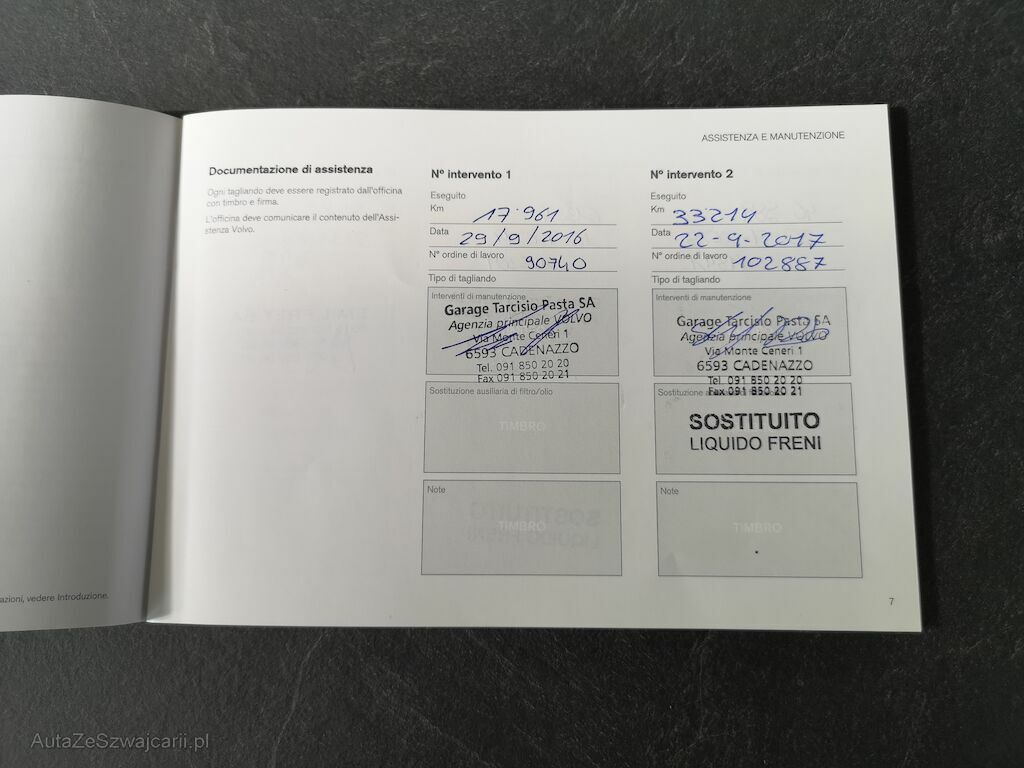 ASSISTENZA E MANUTENZIONE
Documentazione di assistenza
Ogni tagliando deve essere registrato dall'officina
con timbro e firma.
L'officina deve comunicare il contenuto dell'Assi-
stenza Volvo.
N° intervento 1
Eseguito
Km 17.961
Data 29/9/2016
N° ordine di lavoro 90740
Tipo di tagliando
Interventi di manutenzione
Garage Tarcisio Pasta SA
Agenzia principale VOLVO
Via Monte Ceneri 1
6593 CADENAZZO
Tel. 091 850 20 20
Fax 091 850 20 21
Sostituzione ausiliaria di filtro/olio
TIMBRO
Note
TIMBRO
N° intervento 2
Eseguito
Km 33214
Data 22-9-2017
N° ordine di lavoro 102887
Tipo di tagliando
Interventi di manutenzione
Garage Tarcisio Pasta SA
Agenzia principale VOLVO
Via Monte Ceneri 1
6593 CADENAZZO
Tel. 091 850 20 20
Fax 091 850 20 21
Sostituzione
SOSTITUITO
LIQUIDO FRENI
Note
TIMBRO
7
azioni, vedere Introduzione.
AutaZeSzwajcarii.pl